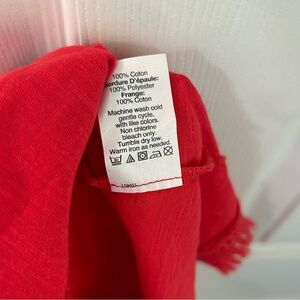 100% Coton
Bordure D'Épaule:
100% Polyester
Frange:
100% Coton
Machine wash cold
gentle cycle,
with like colors.
Non chlorine
bleach only.
Tumble dry low.
Warm iron as needed.